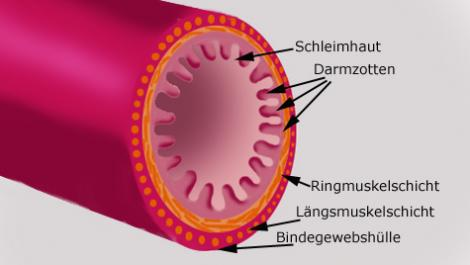 Schleimhaut
Darmzotten
Ringmuskelschicht
Längsmuskelschicht
Bindegewebshülle